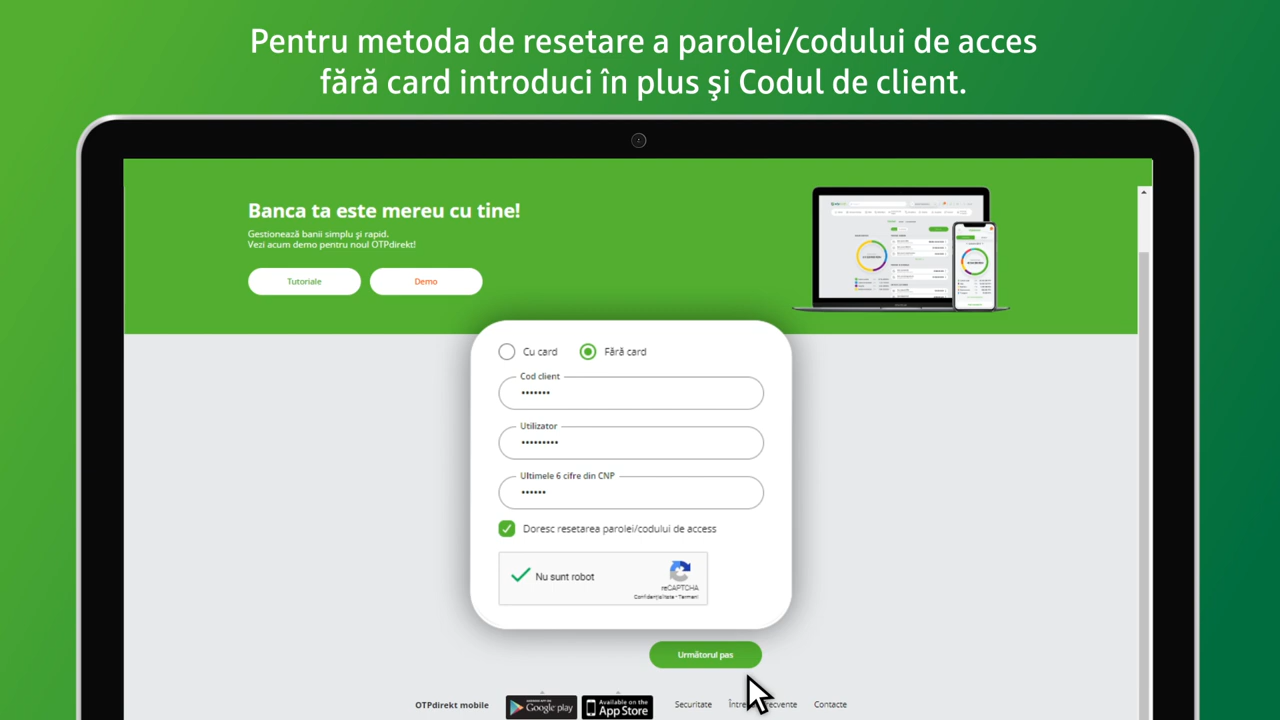 Pentru metoda de resetare a parolei/codului de acces
fără card introduci în plus şi Codul de client.
Banca ta este mereu cu tine!
Gestionează banii simplu şi rapid.
Vezi acum demo pentru noul OTPdirekt!
Tutoriale
Demo
Cu card
Fără card
Cod client
•••••••
Utilizator
•••••••••
Ultimele 6 cifre din CNP
••••••
Doresc resetarea parolei/codului de access
Nu sunt robot
reCAPTCHA
Confidențialitate - Termeni
Următorul pas
OTPdirekt mobile
Google play
Available on the
App Store
Securitate
Contacte